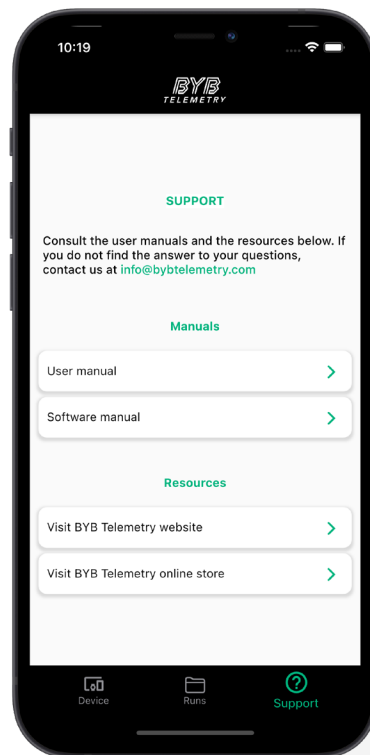 10:19
BYB
TELEMETRY
SUPPORT
Consult the user manuals and the resources below. If
you do not find the answer to your questions,
contact us at info@bybtelemetry.com
Manuals
User manual
Software manual
Resources
Visit BYB Telemetry website
Visit BYB Telemetry online store
Device
Runs
Support